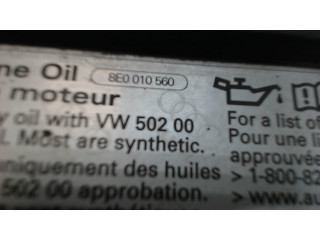 ne Oil 8E0 010 560
moteur
y oil with VW 502 00
Most are synthetic.
niquement des huiles
502 00 approbation.
For a list of
Pour une li
approuvée
> 1-800-82
> www.au